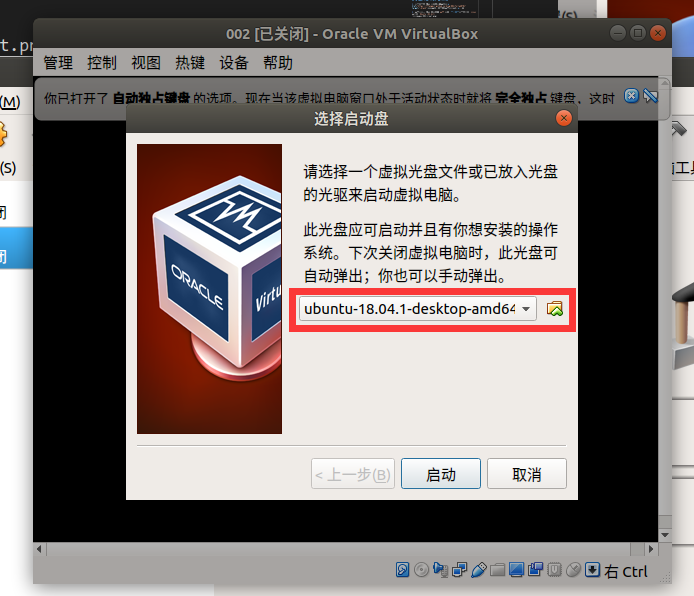 002 [已关闭] - Oracle VM VirtualBox
管理 控制 视图 热键 设备 帮助
你已打开了 自动独占键盘 的选项。现在当该虚拟电脑窗口处于活动状态时就将 完全独占 键盘，这时
选择启动盘
请选择一个虚拟光盘文件或已放入光盘
的光驱来启动虚拟电脑。
此光盘应可启动并且有你想安装的操作
系统。下次关闭虚拟电脑时，此光盘可
自动弹出；你也可以手动弹出。
ubuntu-18.04.1-desktop-amd64
ORACLE
Virtu
< 上一步(B) 启动 取消
右 Ctrl
t.pn
(M)
(S)
闭
闭
(S)
工具